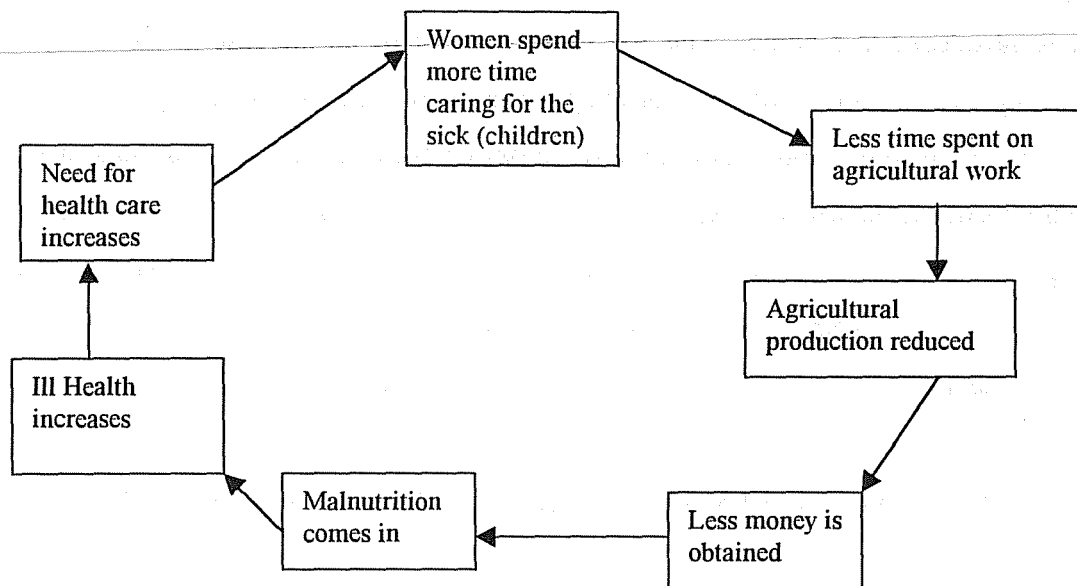 Women spend
more time
caring for the
sick (children)
Less time spent on
agricultural work
Agricultural
production reduced
Less money is
obtained
Malnutrition
comes in
Ill Health
increases
Need for
health care
increases